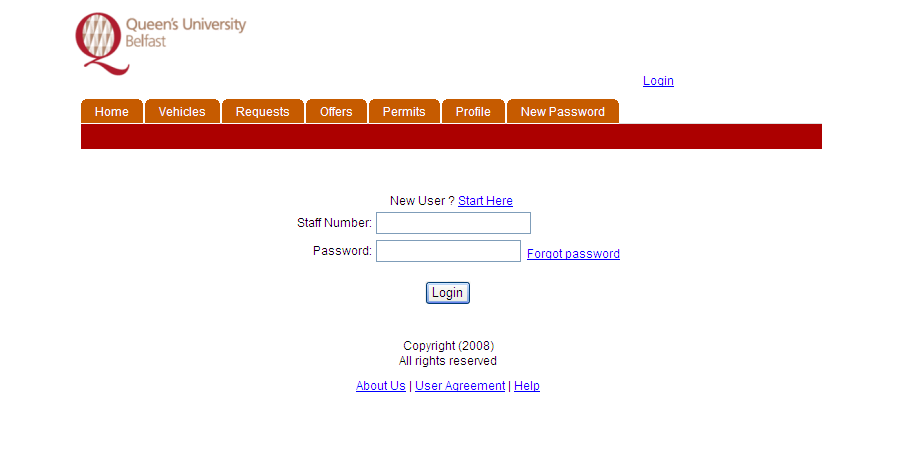 Queen's University
Belfast
Login
Home Vehicles Requests Offers Permits Profile New Password
New User ? Start Here
Staff Number:
Password: Forgot password
Login
Copyright (2008)
All rights reserved
About Us | User Agreement | Help